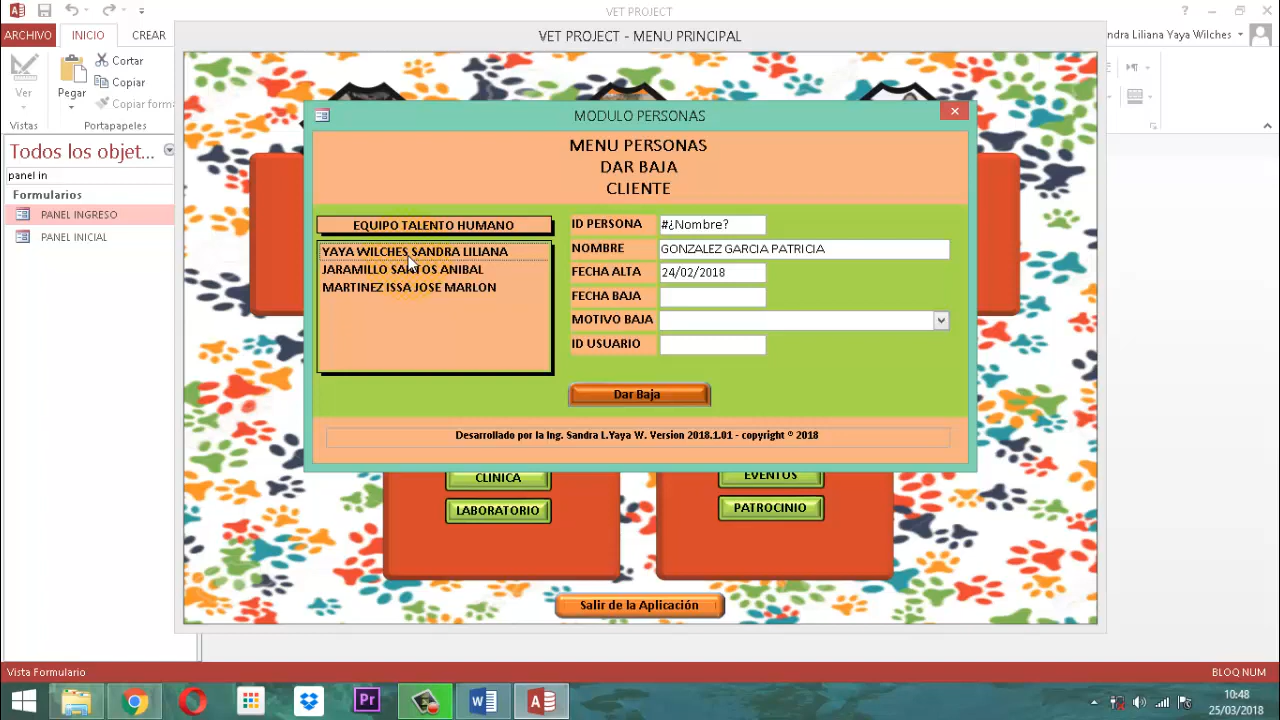 VET PROJECT
ARCHIVO
INICIO
CREAR
VET PROJECT - MENU PRINCIPAL
ndra Liliana Yaya Wilches
Ver
Pegar
Cortar
Copiar
Copiar form
Vistas
Portapapeles
Todos los objet...
panel in
Formularios
PANEL INGRESO
PANEL INICIAL
MODULO PERSONAS
MENU PERSONAS
DAR BAJA
CLIENTE
EQUIPO TALENTO HUMANO
YAYA WILCHES SANDRA LILIANA
JARAMILLO SANTOS ANIBAL
MARTINEZ ISSA JOSE MARLON
ID PERSONA #¿Nombre?
NOMBRE GONZALEZ GARCIA PATRICIA
FECHA ALTA 24/02/2018
FECHA BAJA
MOTIVO BAJA
ID USUARIO
Dar Baja
Desarrollado por la Ing. Sandra L.Yaya W. Version 2018.1.01 - copyright ® 2018
CLINICA
EVENTOS
LABORATORIO
PATROCINIO
Salir de la Aplicación
Vista Formulario
BLOQ NUM
Pr
10:48
25/03/2018